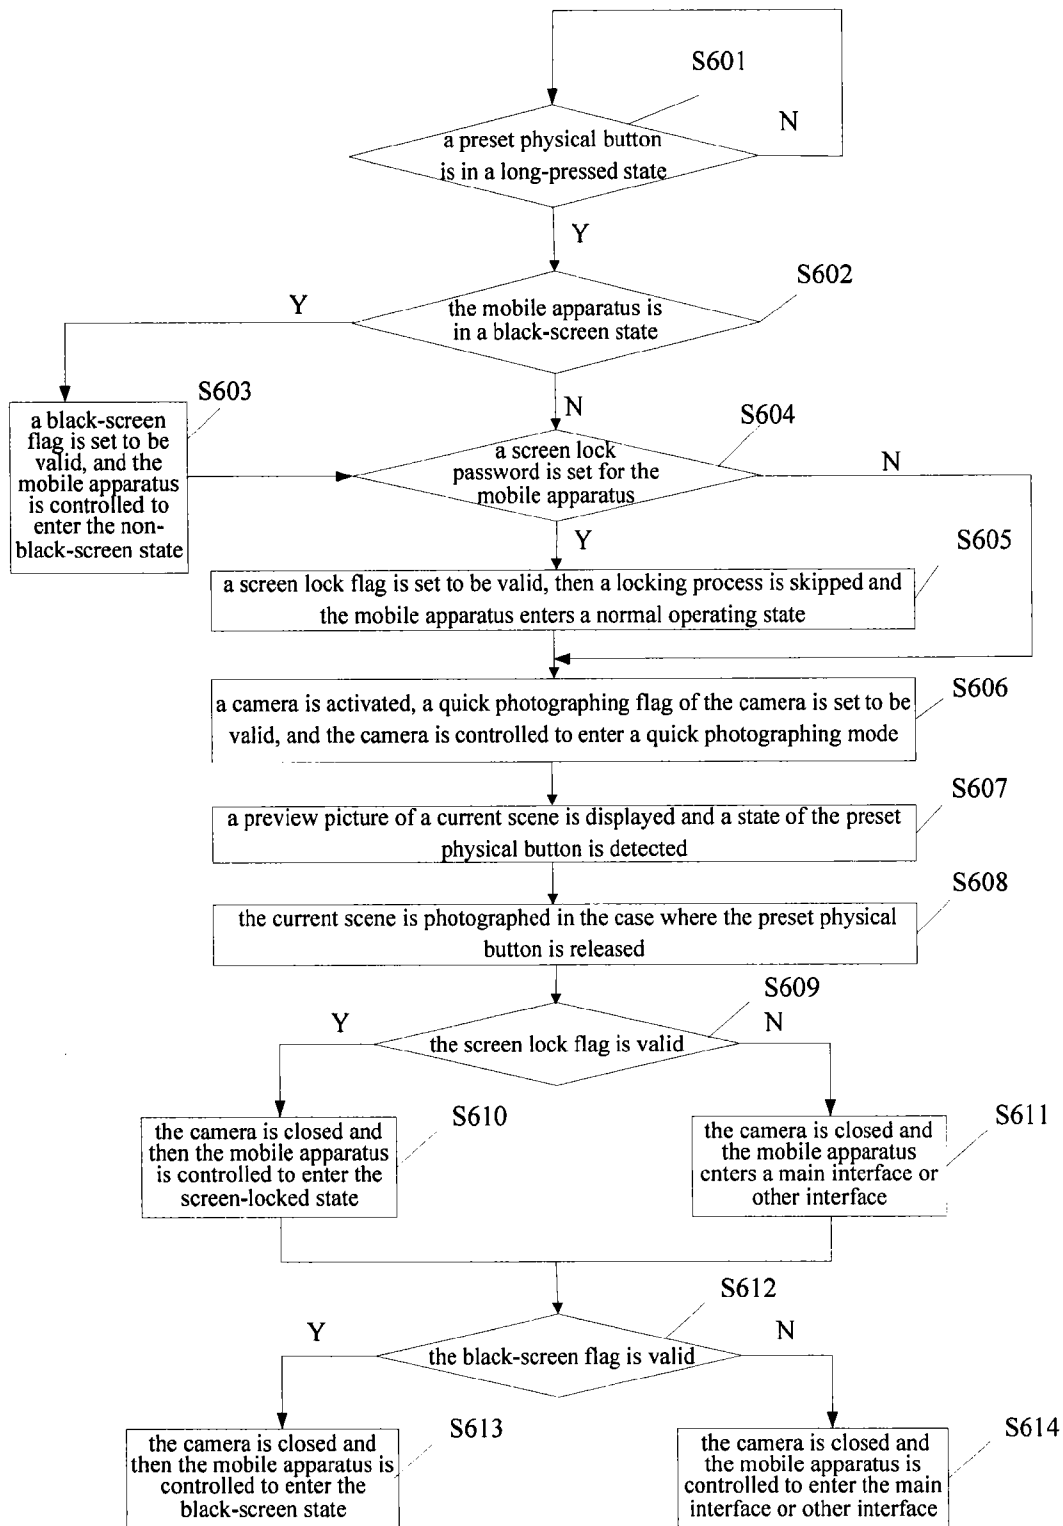 S601
N
a preset physical button
is in a long-pressed state
Y
S602
Y
the mobile apparatus is
in a black-screen state
S603
N
S604
a black-screen
flag is set to be
valid, and the
mobile apparatus
is controlled to
enter the non-
black-screen state
a screen lock
password is set for the
mobile apparatus
N
Y
S605
a screen lock flag is set to be valid, then a locking process is skipped and
the mobile apparatus enters a normal operating state
S606
a camera is activated, a quick photographing flag of the camera is set to be
valid, and the camera is controlled to enter a quick photographing mode
S607
a preview picture of a current scene is displayed and a state of the preset
physical button is detected
S608
the current scene is photographed in the case where the preset physical
button is released
S609
Y
N
the screen lock flag is valid
S610
S611
the camera is closed and
then the mobile apparatus
is controlled to enter the
screen-locked state
the camera is closed and
the mobile apparatus
enters a main interface or
other interface
S612
Y
N
the black-screen flag is valid
S613
S614
the camera is closed and
then the mobile apparatus is
controlled to enter the
black-screen state
the camera is closed and
the mobile apparatus is
controlled to enter the main
interface or other interface